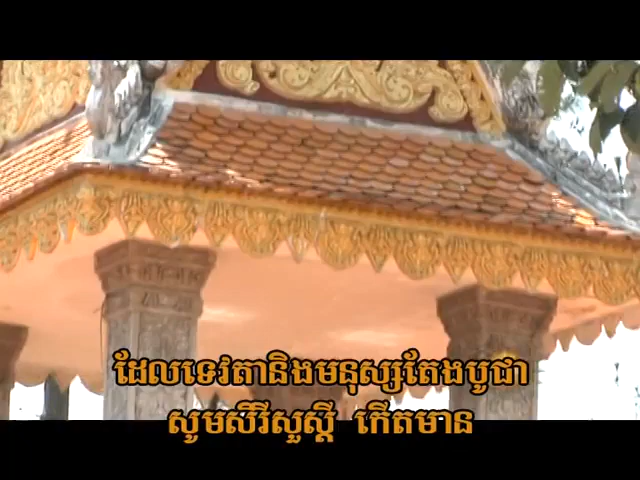 ដែលទេវតានិងមនុស្សតែងបូជា
សូមសិរីសួស្តី កើតមាន